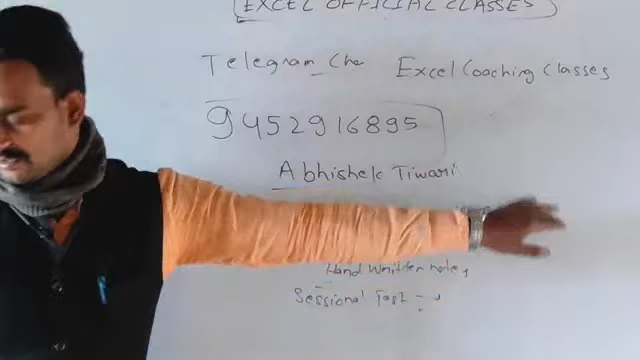 EXCEL OFFICIAL CLASSES
Telegram Cha Excel Coaching Classes
9452916895
Abhishek Tiwari
Hand Written notes
Sessional Test